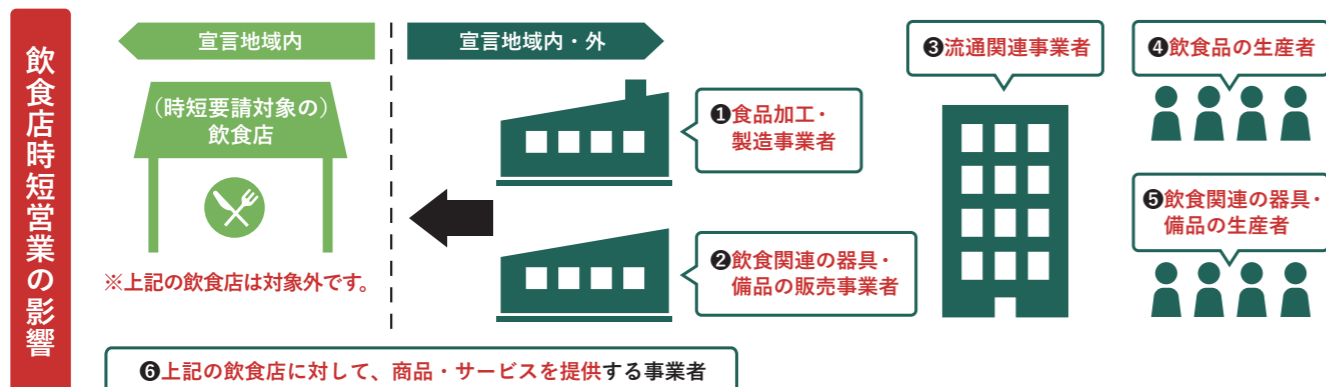 飲食店時短営業の影響
宣言地域内
宣言地域内・外
（時短要請対象の）
飲食店
※上記の飲食店は対象外です。
❶食品加工・
製造事業者
❷飲食関連の器具・
備品の販売事業者
❸流通関連事業者
❹飲食品の生産者
❺飲食関連の器具・
備品の生産者
❻上記の飲食店に対して、商品・サービスを提供する事業者